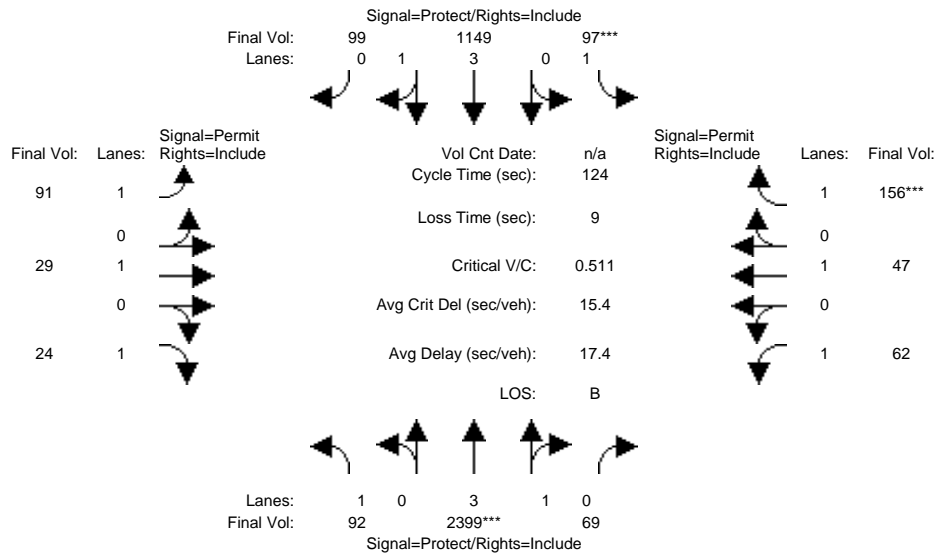 Signal=Protect/Rights=Include
Final Vol: 99 1149 97***
Lanes: 0 1 3 0 1
Signal=Permit
Final Vol: Lanes: Rights=Include
Vol Cnt Date: n/a
Signal=Permit
Rights=Include Lanes: Final Vol:
Cycle Time (sec): 124
91 1
1 156***
Loss Time (sec): 9
0
0
29 1
Critical V/C: 0.511
1 47
0
Avg Crit Del (sec/veh): 15.4
0
24 1
Avg Delay (sec/veh): 17.4
1 62
LOS: B
Lanes: 1 0 3 1 0
Final Vol: 92 2399*** 69
Signal=Protect/Rights=Include